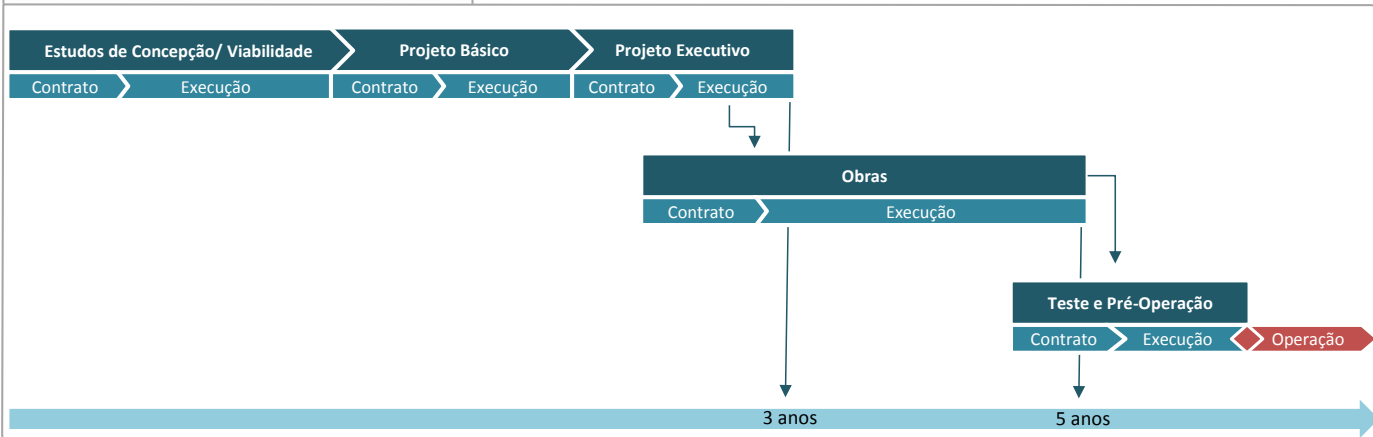 Estudos de Concepção/ Viabilidade Projeto Básico Projeto Executivo
Contrato Execução Contrato Execução Contrato Execução
Obras
Contrato Execução
Teste e Pré-Operação
Contrato Execução Operação
3 anos 5 anos